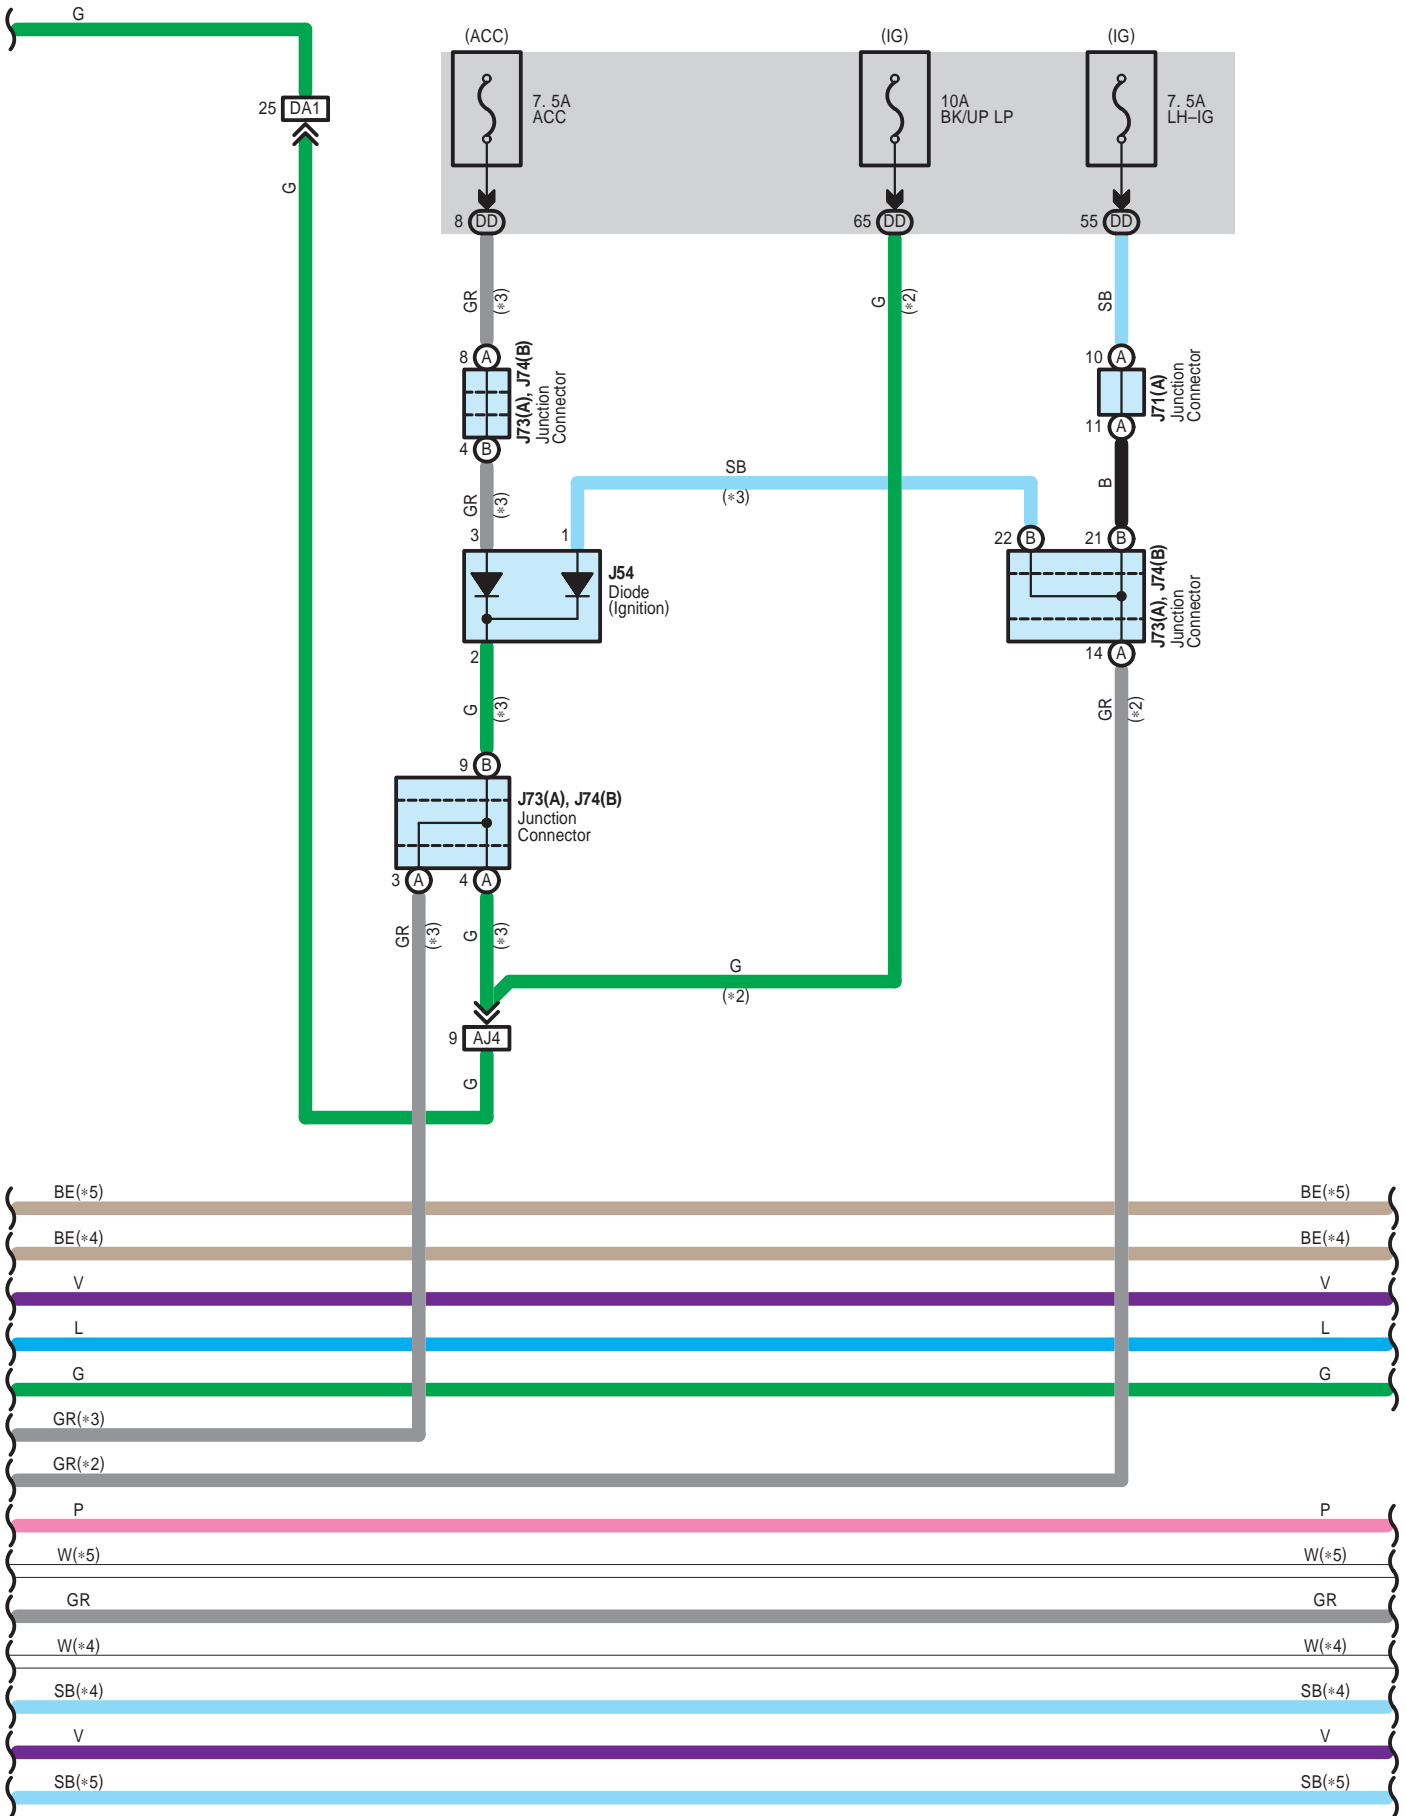 G
(ACC)
(IG)
(IG)
7. 5A
ACC
10A
BK/UP LP
7. 5A
LH–IG
25 DA1
G
8 DD
65 DD
55 DD
GR
(*3)
G
(*2)
SB
8 A
J73(A), J74(B)
Junction
Connector
4 B
10 A
J71(A)
Junction
Connector
11 A
SB
(*3)
B
GR
(*3)
3
1
22 B
21 B
J54
Diode
(Ignition)
J73(A), J74(B)
Junction
Connector
2
14 A
G
(*3)
GR
(*2)
9 B
J73(A), J74(B)
Junction
Connector
3 A
4 A
GR
(*3)
G
(*3)
G
(*2)
9 AJ4
G
BE(*5)
BE(*5)
BE(*4)
BE(*4)
V
V
L
L
G
G
GR(*3)
GR(*2)
P
P
W(*5)
W(*5)
GR
GR
W(*4)
W(*4)
SB(*4)
SB(*4)
V
V
SB(*5)
SB(*5)